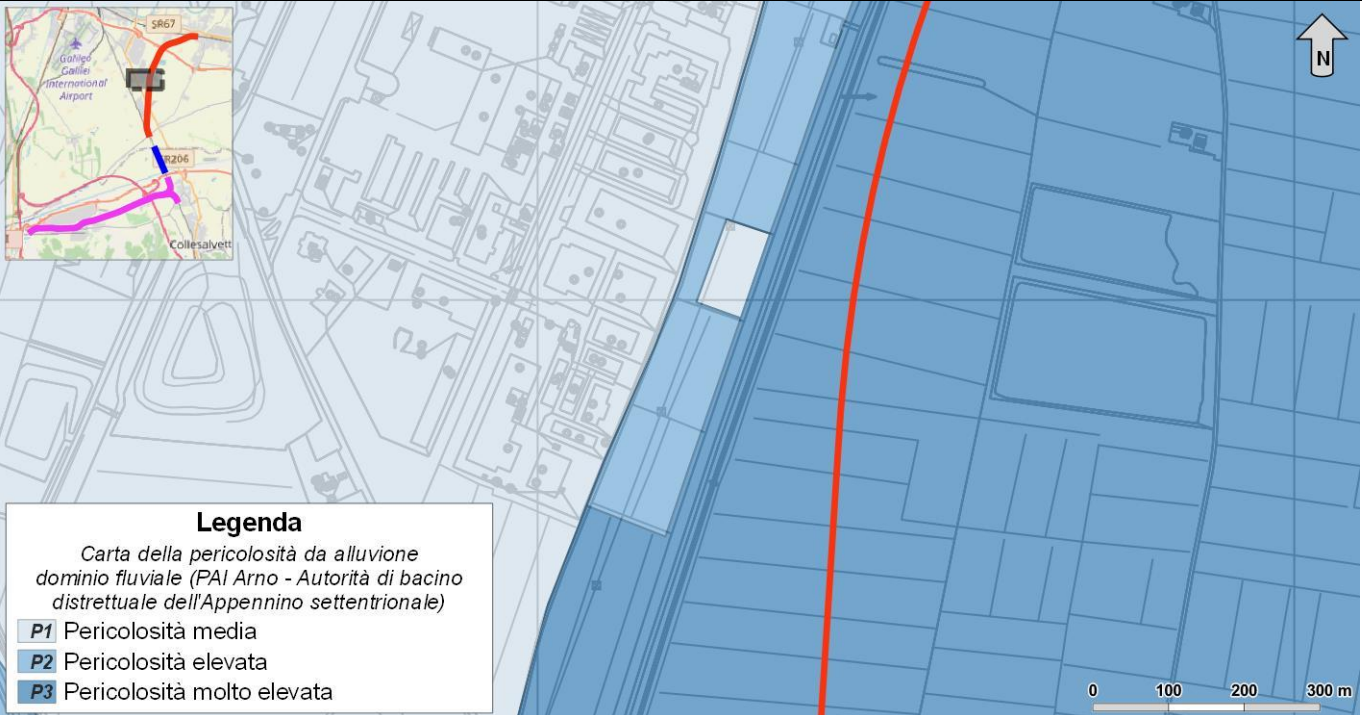 SR67
Galileo
Galilei
International
Airport
R206
Collesalvett
N
Legenda
Carta della pericolosità da alluvione
dominio fluviale (PAI Arno - Autorità di bacino
distrettuale dell'Appennino settentrionale)
P1 Pericolosità media
P2 Pericolosità elevata
P3 Pericolosità molto elevata
0 100 200 300 m